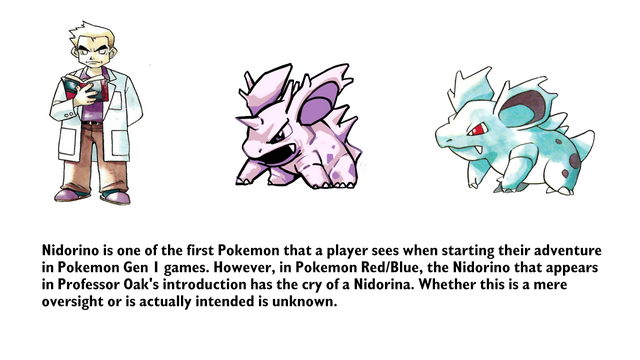 Nidorino is one of the first Pokemon that a player sees when starting their adventure
in Pokemon Gen 1 games. However, in Pokemon Red/Blue, the Nidorino that appears
in Professor Oak's introduction has the cry of a Nidorina. Whether this is a mere
oversight or is actually intended is unknown.